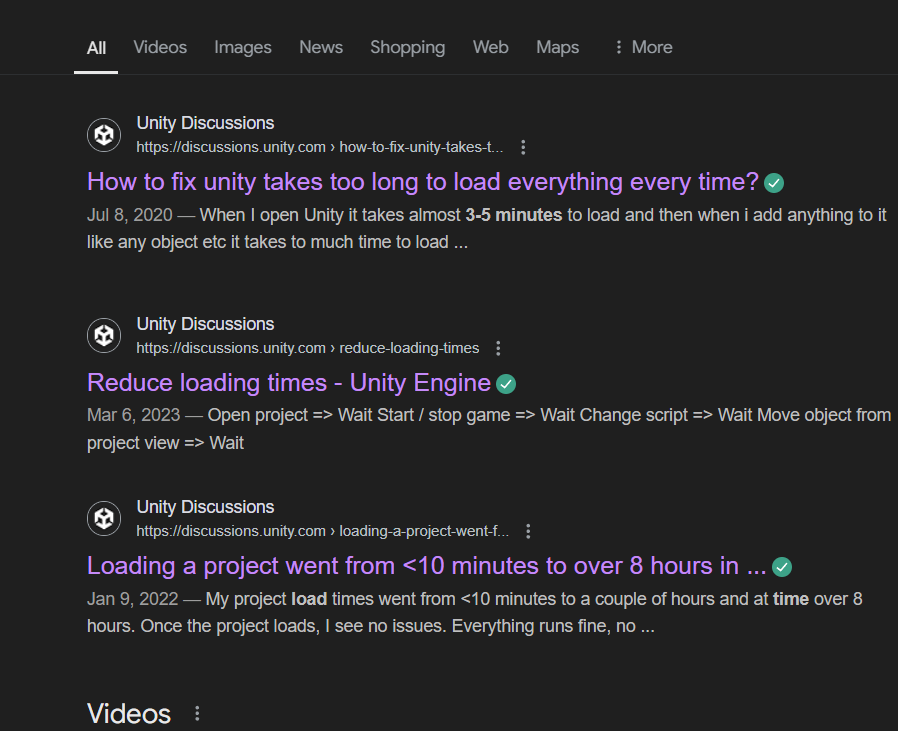 All Videos Images News Shopping Web Maps More
Unity Discussions
https://discussions.unity.com › how-to-fix-unity-takes-t...
How to fix unity takes too long to load everything every time?
Jul 8, 2020 — When I open Unity it takes almost 3-5 minutes to load and then when i add anything to it
like any object etc it takes to much time to load ...
Unity Discussions
https://discussions.unity.com › reduce-loading-times
Reduce loading times - Unity Engine
Mar 6, 2023 — Open project => Wait Start / stop game => Wait Change script => Wait Move object from
project view => Wait
Unity Discussions
https://discussions.unity.com › loading-a-project-went-f...
Loading a project went from <10 minutes to over 8 hours in ...
Jan 9, 2022 — My project load times went from <10 minutes to a couple of hours and at time over 8
hours. Once the project loads, I see no issues. Everything runs fine, no ...
Videos